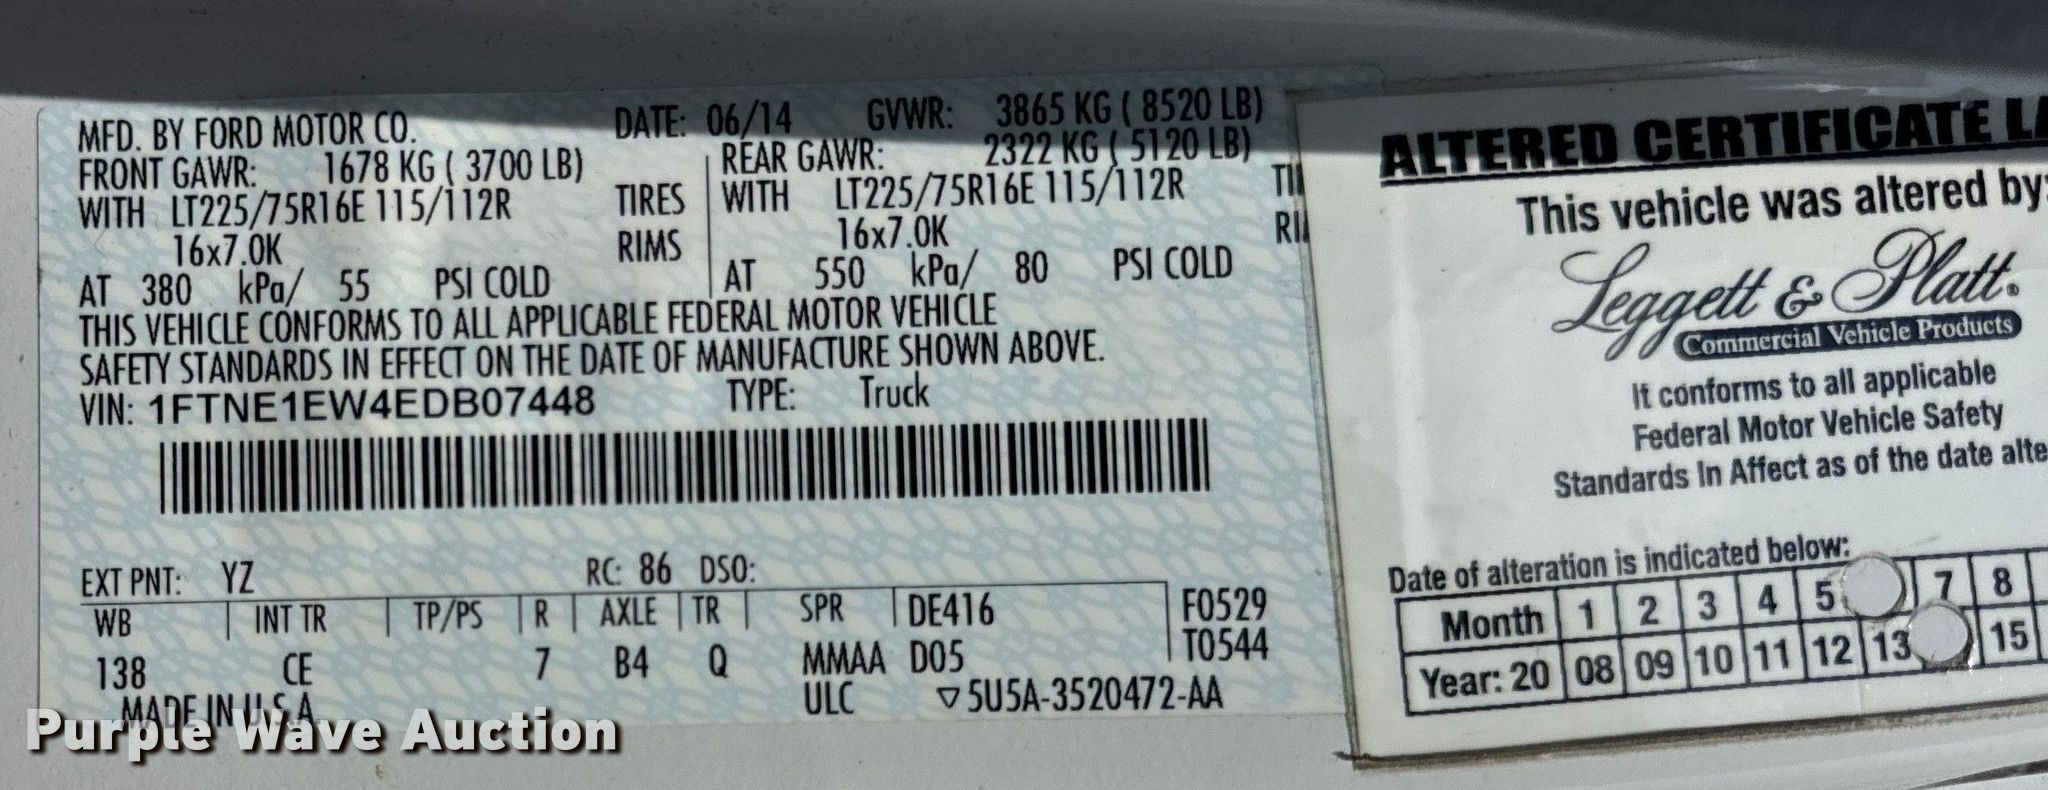 MFD. BY FORD MOTOR CO. DATE: 06/14 GVWR: 3865 KG ( 8520 LB)
FRONT GAWR: 1678 KG ( 3700 LB) REAR GAWR: 2322 KG ( 5120 LB)
WITH LT225/75R16E 115/112R TIRES WITH LT225/75R16E 115/112R
16x7.0K RIMS 16x7.0K
AT 380 kPa/ 55 PSI COLD AT 550 kPa/ 80 PSI COLD
THIS VEHICLE CONFORMS TO ALL APPLICABLE FEDERAL MOTOR VEHICLE
SAFETY STANDARDS IN EFFECT ON THE DATE OF MANUFACTURE SHOWN ABOVE.
VIN: 1FTNE1EW4EDB07448 TYPE: Truck
EXT PNT: YZ RC: 86 DSO:
WB INT TR TP/PS R AXLE TR SPR DE416 F0529
138 CE 7 B4 Q MMAA D05 T0544
MADE IN U.S.A. ULC ▽5U5A-3520472-AA
ALTERED CERTIFICATE
This vehicle was altered by:
Leggett & Platt®
Commercial Vehicle Products
It conforms to all applicable
Federal Motor Vehicle Safety
Standards In Affect as of the date
Date of alteration is indicated below:
Month 1 2 3 4 5 7 8
Year: 20 08 09 10 11 12 13 15
Purple Wave Auction